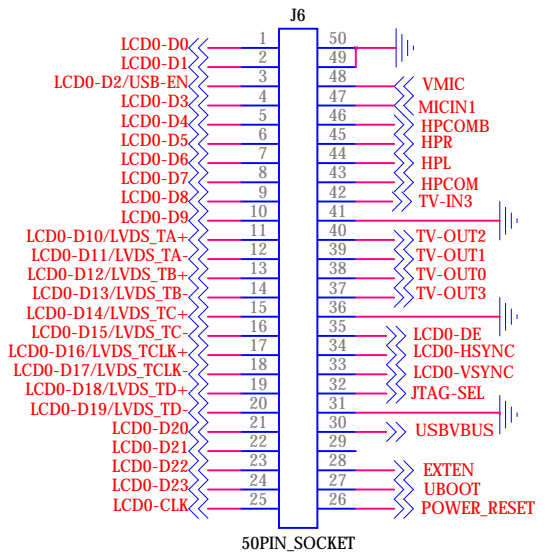 J6
LCD0-D0 1 50
LCD0-D1 2 49
LCD0-D2/USB-EN 3 48 VMIC
LCD0-D3 4 47 MICIN1
LCD0-D4 5 46 HPCOMB
LCD0-D5 6 45 HPR
LCD0-D6 7 44 HPL
LCD0-D7 8 43 HPCOM
LCD0-D8 9 42 TV-IN3
LCD0-D9 10 41
LCD0-D10/LVDS_TA+ 11 40 TV-OUT2
LCD0-D11/LVDS_TA- 12 39 TV-OUT1
LCD0-D12/LVDS_TB+ 13 38 TV-OUT0
LCD0-D13/LVDS_TB- 14 37 TV-OUT3
LCD0-D14/LVDS_TC+ 15 36
LCD0-D15/LVDS_TC- 16 35 LCD0-DE
LCD0-D16/LVDS_TCLK+ 17 34 LCD0-HSYNC
LCD0-D17/LVDS_TCLK- 18 33 LCD0-VSYNC
LCD0-D18/LVDS_TD+ 19 32 JTAG-SEL
LCD0-D19/LVDS_TD- 20 31
LCD0-D20 21 30 USBVBUS
LCD0-D21 22 29
LCD0-D22 23 28 EXTEN
LCD0-D23 24 27 UBOOT
LCD0-CLK 25 26 POWER_RESET
50PIN_SOCKET